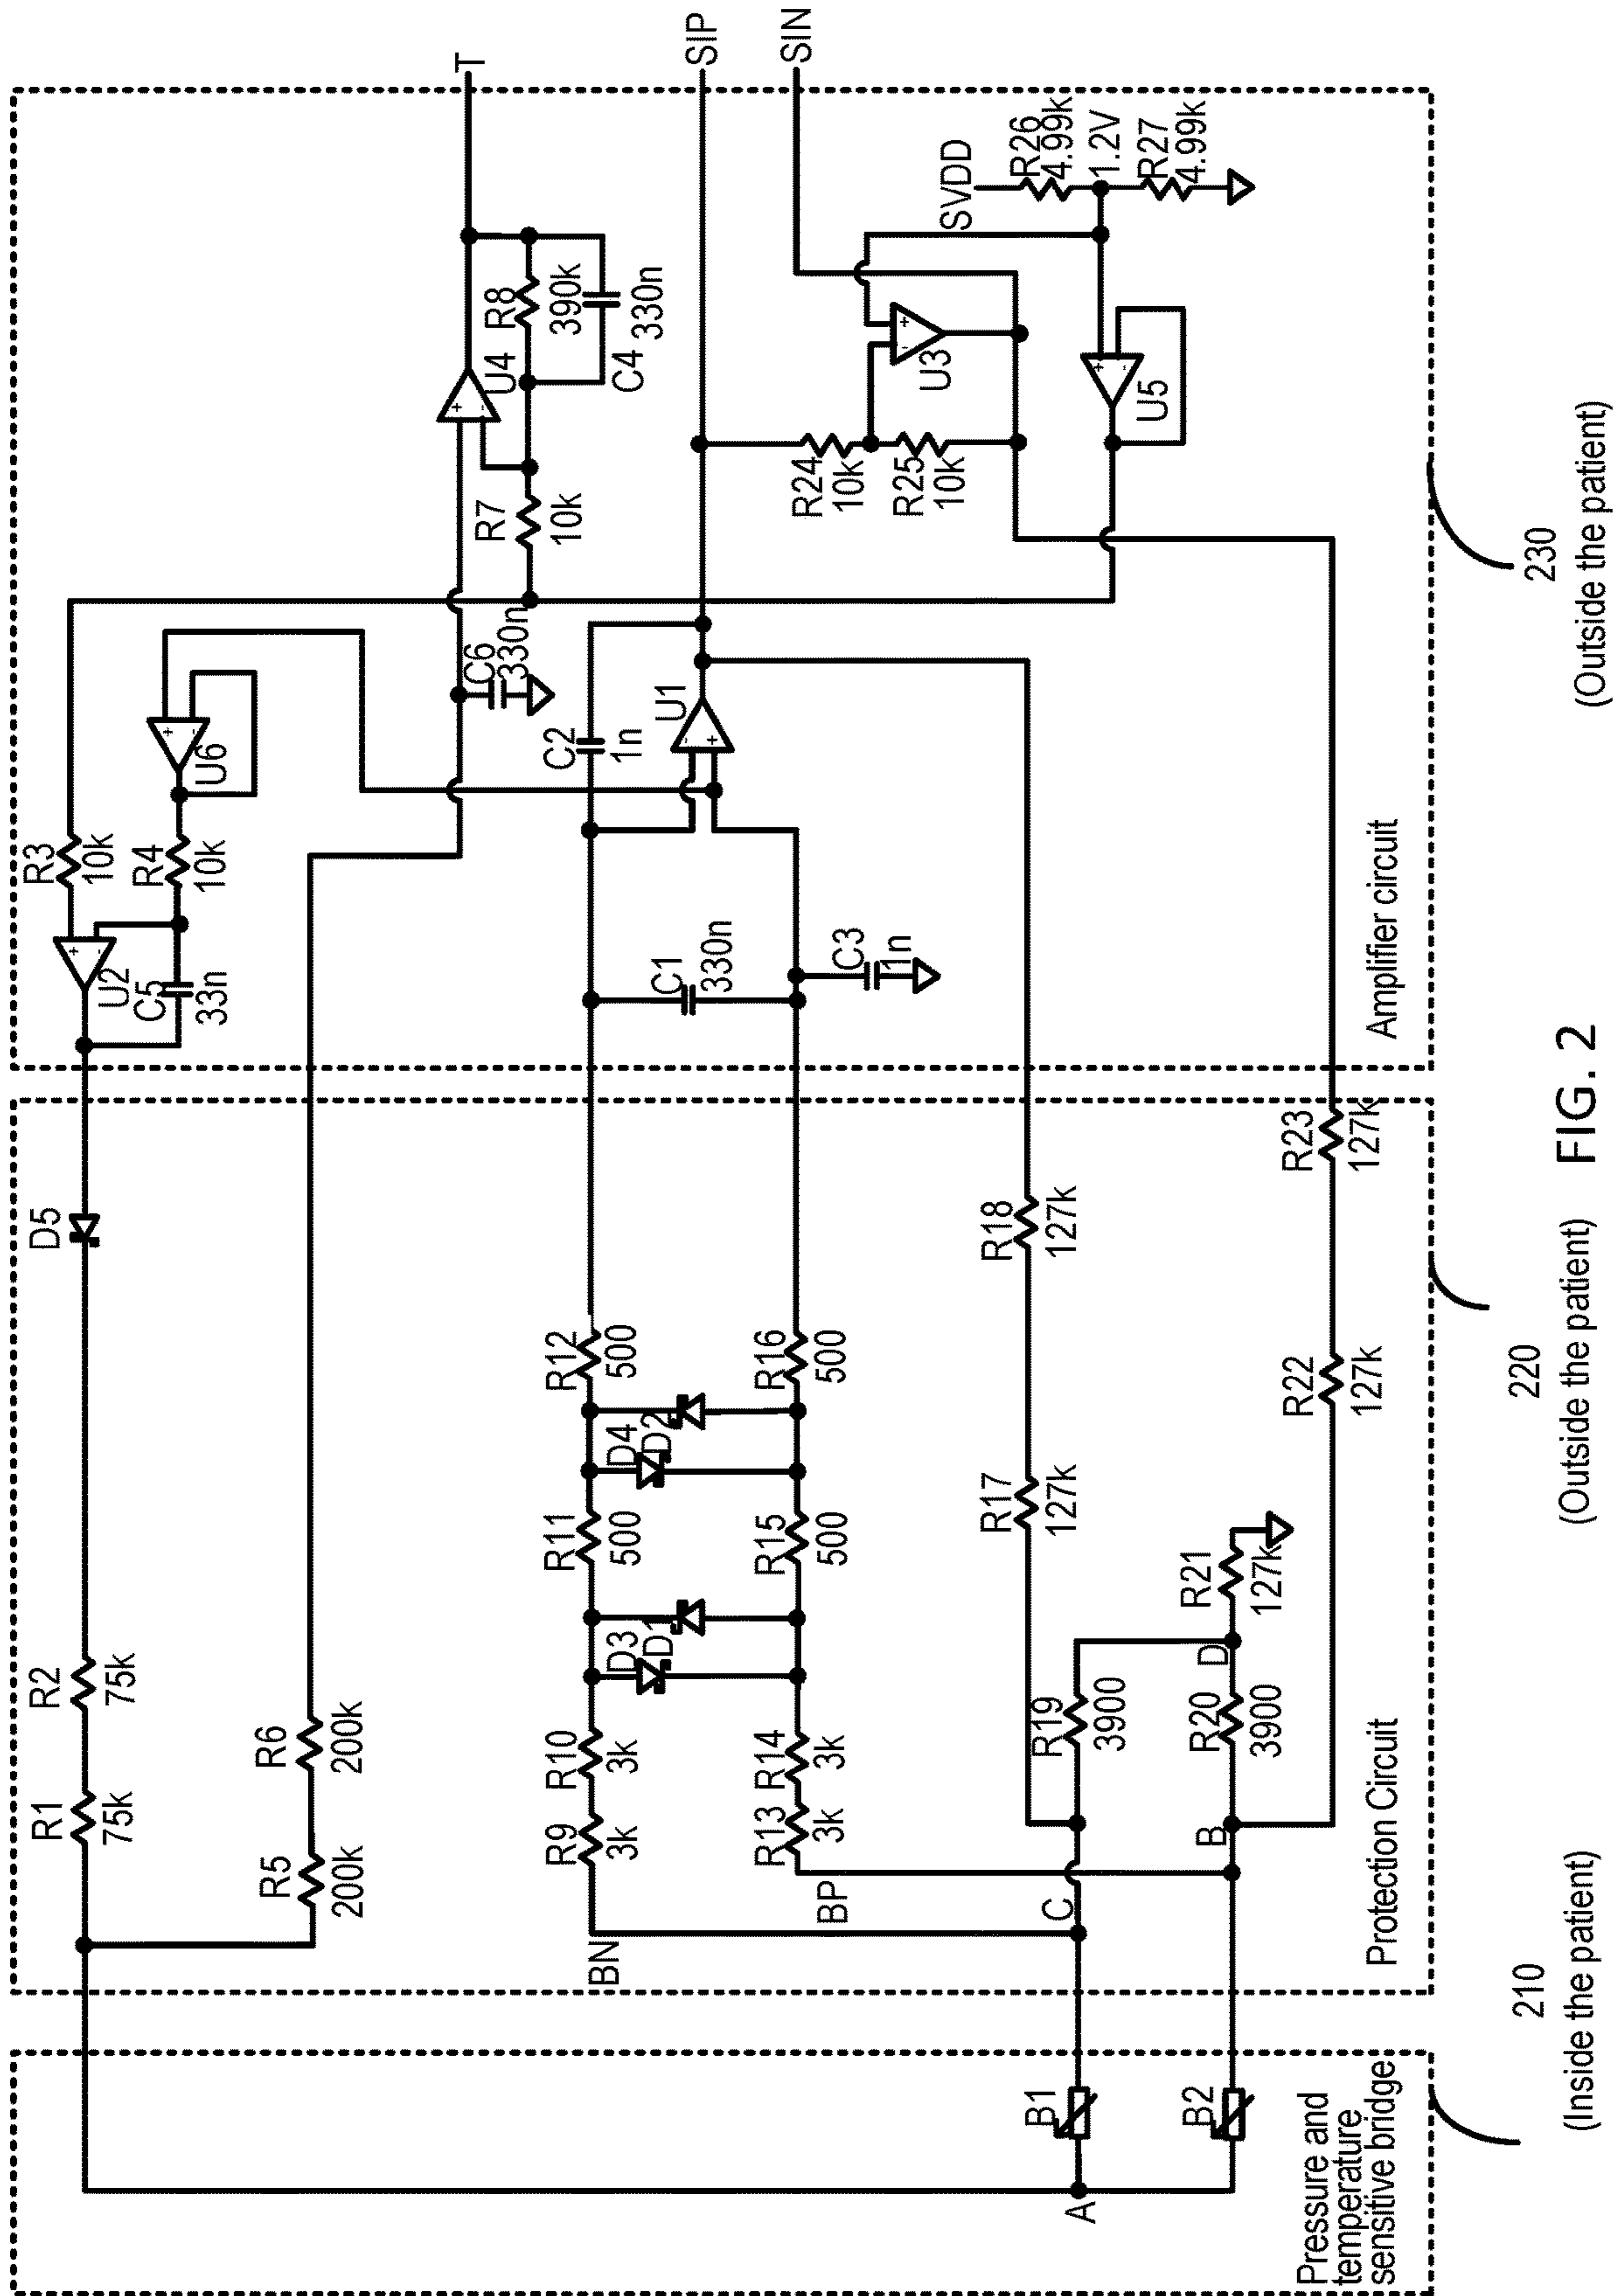 T
SIP
SIN
SVDD
R26
4.99k
1.2V
R27
4.99k
R8
390k
C4
330n
U4
R7
10k
U3
R24
10k
R25
10k
U5
R3
10k
R4
10k
U6
U2
C5
33n
C6
330n
C2
1n
U1
C1
330n
C3
1n
Amplifier circuit
230
(Outside the patient)
D5
R2
75k
R1
75k
R6
200k
R5
200k
R12
500
R11
500
R10
3k
R9
3k
D4
D2
D3
D1
R16
500
R15
500
R14
3k
R13
3k
R18
127k
R17
127k
R19
3900
R20
3900
R21
127k
R22
127k
R23
127k
BN
BP
C
B
D
Protection Circuit
220
(Outside the patient)
A
B1
B2
Pressure and
temperature
sensitive bridge
210
(Inside the patient)
FIG. 2